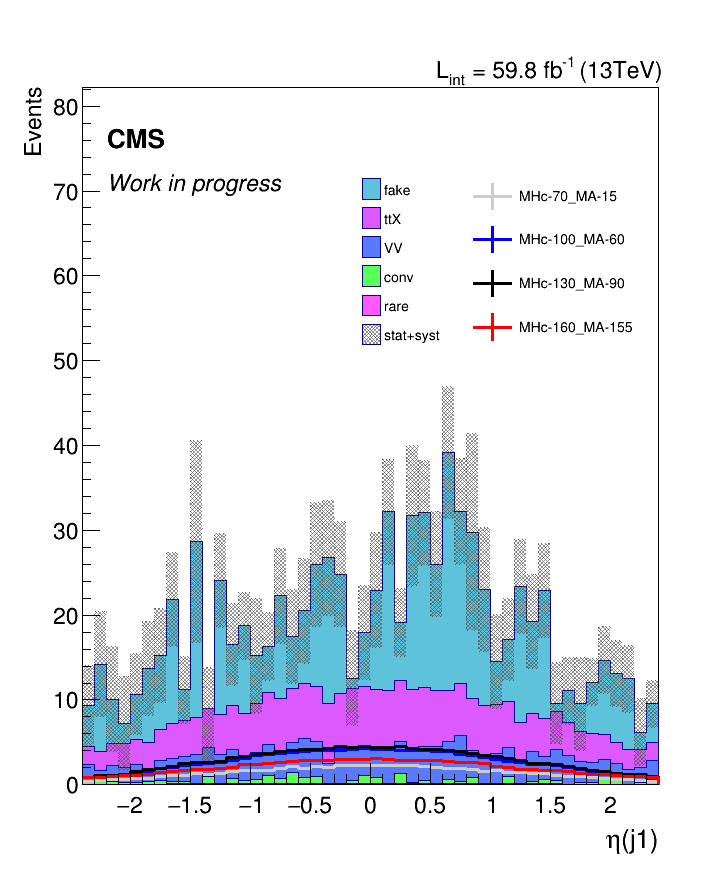 L_int = 59.8 fb^-1 (13TeV)
Events
CMS
Work in progress
fake
ttX
VV
conv
rare
stat+syst
MHc-70_MA-15
MHc-100_MA-60
MHc-130_MA-90
MHc-160_MA-155
80
70
60
50
40
30
20
10
0
−2 −1.5 −1 −0.5 0 0.5 1 1.5 2
η(j1)